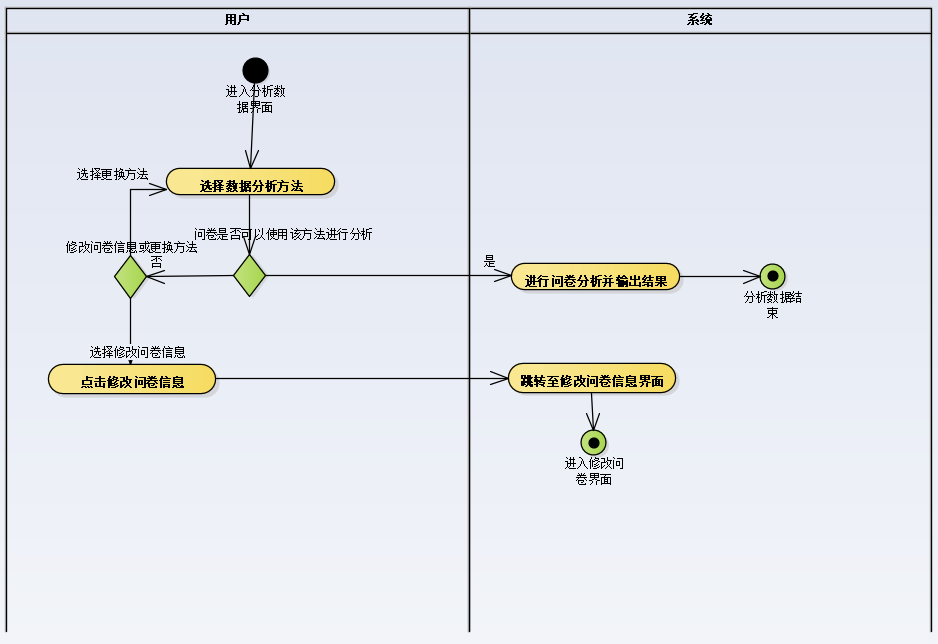 用户
系统
进入分析数
据界面
选择更换方法
选择数据分析方法
问卷是否可以使用该方法进行分析
修改问卷信息或更换方法
否
是
进行问卷分析并输出结果
分析数据结
束
选择修改问卷信息
点击修改问卷信息
跳转至修改问卷信息界面
进入修改问
卷界面